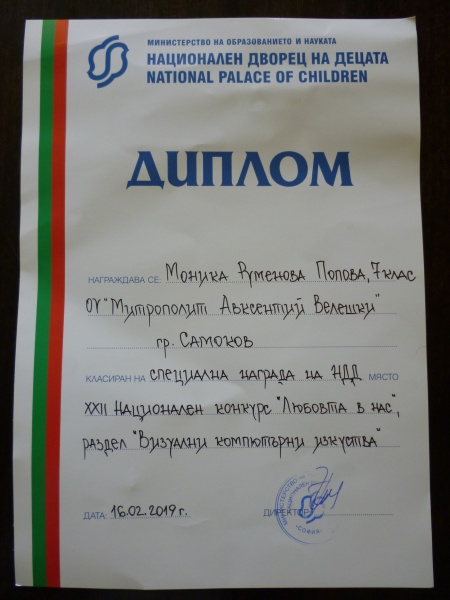 МИНИСТЕРСТВО НА ОБРАЗОВАНИЕТО И НАУКАТА
НАЦИОНАЛЕН ДВОРЕЦ НА ДЕЦАТА
NATIONAL PALACE OF CHILDREN
ДИПЛОМ
НАГРАЖДАВА СЕ: Моника Руменова Попова, 7 клас
ОУ "Митрополит Авксентий Велешки"
гр. Самоков
КЛАСИРАН НА специална награда на НДД МЯСТО
XXII Национален конкурс "Любовта в нас",
раздел "Визуални компютърни изкуства"
ДАТА: 16.02.2019 г. ДИРЕКТОР: